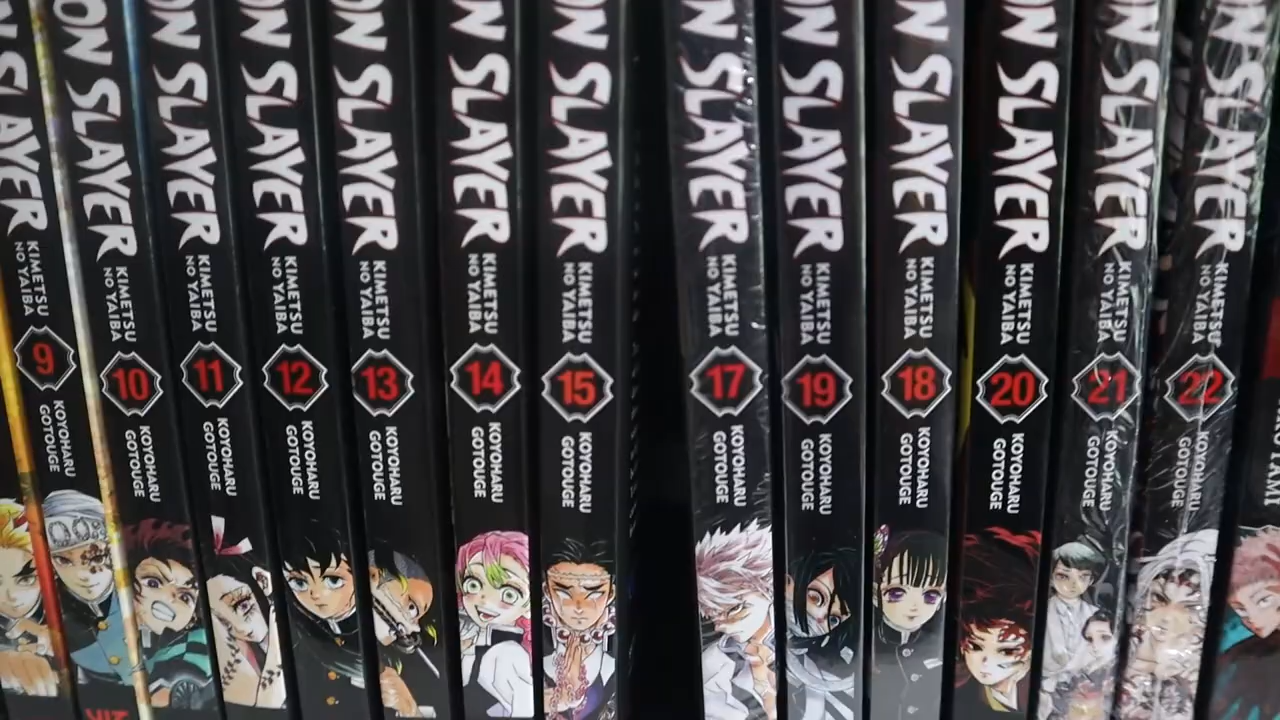 N SLAYER
KIMETSU
NO YAIBA
9
KOYOHARU
GOTOUGE
ON SLAYER
KIMETSU
NO YAIBA
10
KOYOHARU
GOTOUGE
VIZ
N SLAYER
KIMETSU
NO YAIBA
11
KOYOHARU
GOTOUGE
N SLAYER
KIMETSU
NO YAIBA
12
KOYOHARU
GOTOUGE
ON SLAYER
KIMETSU
NO YAIBA
13
KOYOHARU
GOTOUGE
N SLAYER
KIMETSU
NO YAIBA
14
KOYOHARU
GOTOUGE
ON SLAYER
KIMETSU
NO YAIBA
15
KOYOHARU
GOTOUGE
N SLAYER
KIMETSU
NO YAIBA
17
KOYOHARU
GOTOUGE
ON SLAYER
KIMETSU
NO YAIBA
19
KOYOHARU
GOTOUGE
N SLAYER
KIMETSU
NO YAIBA
18
KOYOHARU
GOTOUGE
ON SLAYER
KIMETSU
NO YAIBA
20
KOYOHARU
GOTOUGE
N SLAYER
KIMETSU
NO YAIBA
21
KOYOHARU
GOTOUGE
ON SLAYER
KIMETSU
NO YAIBA
22
KOYOHARU
GOTOUGE